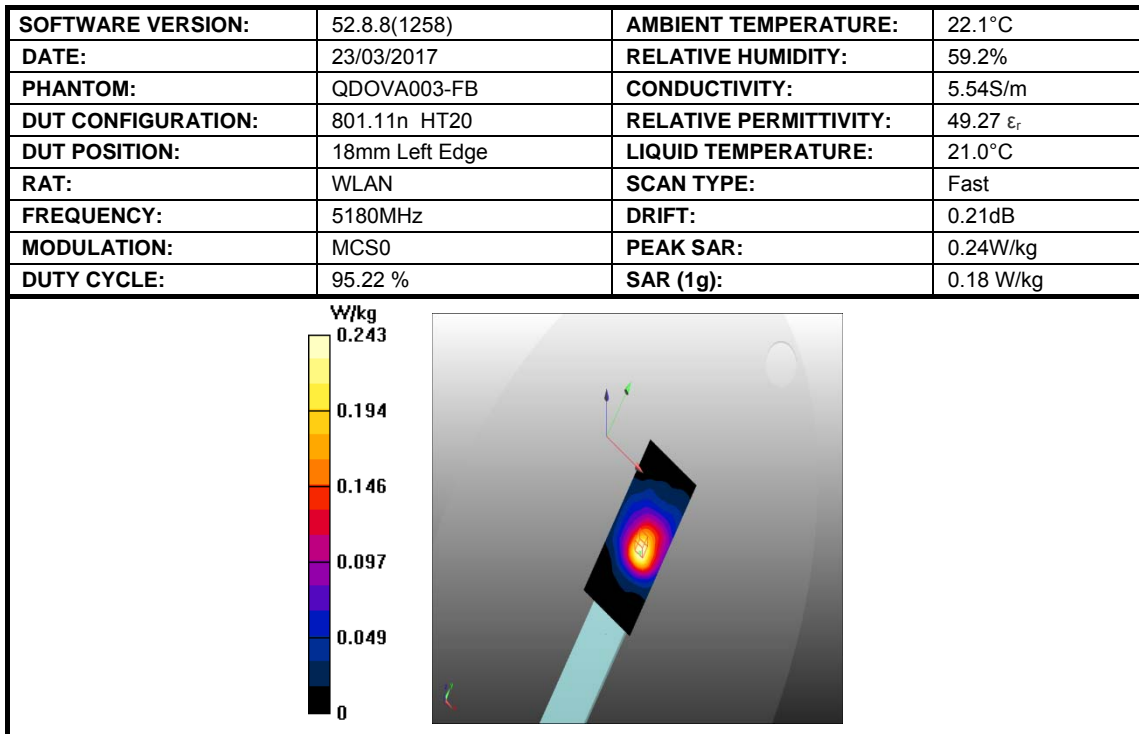 SOFTWARE VERSION: 52.8.8(1258) AMBIENT TEMPERATURE: 22.1°C
DATE: 23/03/2017 RELATIVE HUMIDITY: 59.2%
PHANTOM: QDOVA003-FB CONDUCTIVITY: 5.54S/m
DUT CONFIGURATION: 801.11n HT20 RELATIVE PERMITTIVITY: 49.27 εr
DUT POSITION: 18mm Left Edge LIQUID TEMPERATURE: 21.0°C
RAT: WLAN SCAN TYPE: Fast
FREQUENCY: 5180MHz DRIFT: 0.21dB
MODULATION: MCS0 PEAK SAR: 0.24W/kg
DUTY CYCLE: 95.22 % SAR (1g): 0.18 W/kg
W/kg
0.243
0.194
0.146
0.097
0.049
0